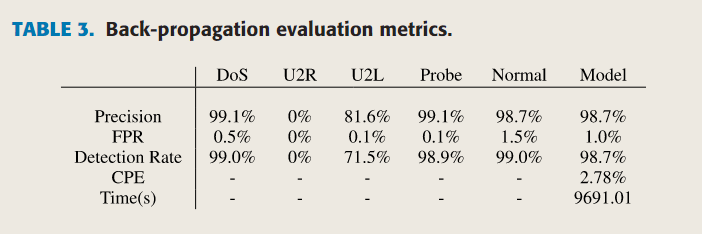 TABLE 3. Back-propagation evaluation metrics.
DoS U2R U2L Probe Normal Model
Precision 99.1% 0% 81.6% 99.1% 98.7% 98.7%
FPR 0.5% 0% 0.1% 0.1% 1.5% 1.0%
Detection Rate 99.0% 0% 71.5% 98.9% 99.0% 98.7%
CPE - - - - - 2.78%
Time(s) - - - - - 9691.01